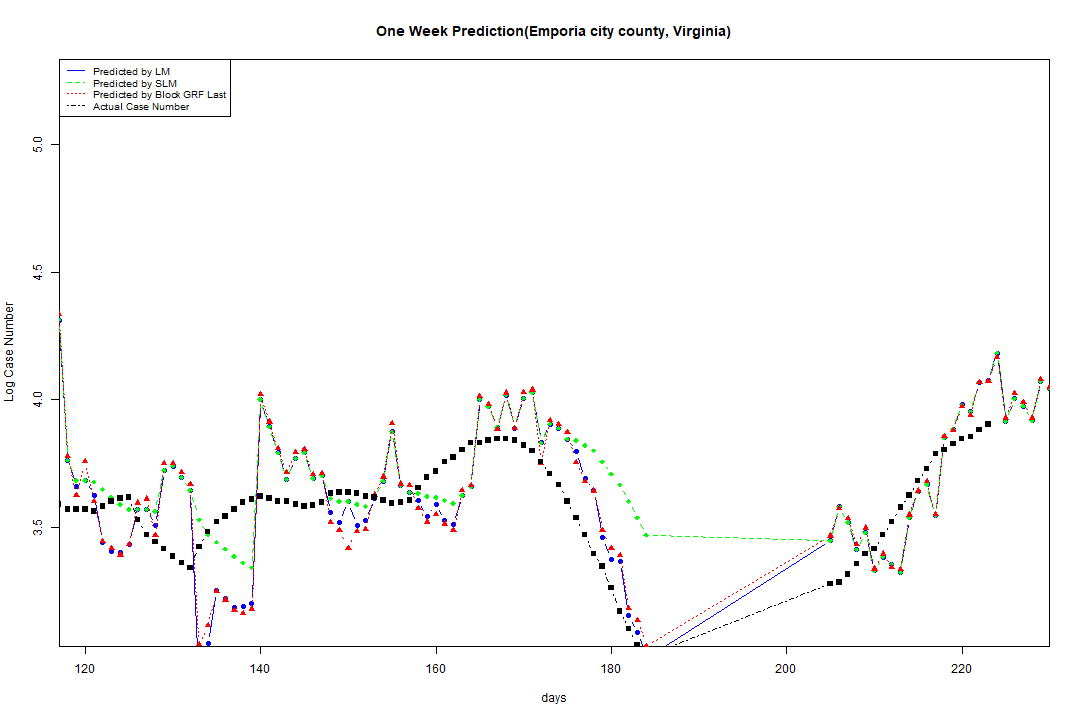 One Week Prediction(Emporia city county, Virginia)
Predicted by LM
Predicted by SLM
Predicted by Block GRF Last
Actual Case Number
5.0
4.5
4.0
3.5
Log Case Number
120 140 160 180 200 220
days